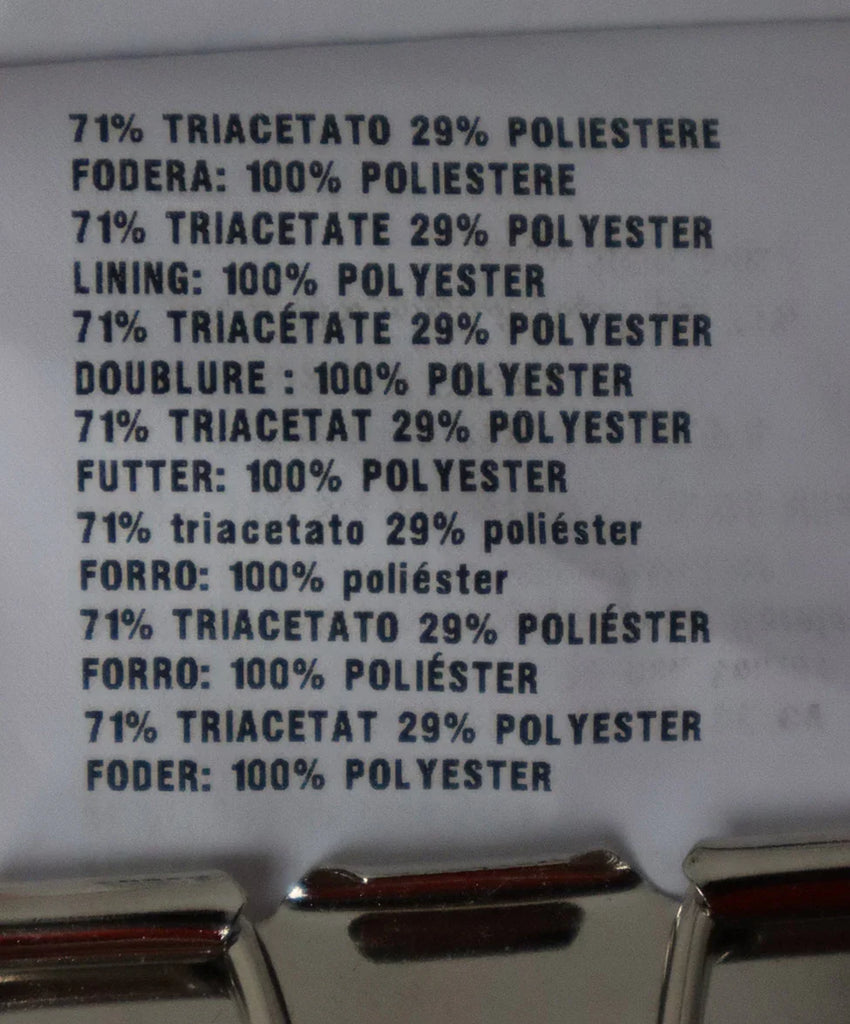 71% TRIACETATO 29% POLIESTERE
FODERA: 100% POLIESTERE
71% TRIACETATE 29% POLYESTER
LINING: 100% POLYESTER
71% TRIACÉTATE 29% POLYESTER
DOUBLURE : 100% POLYESTER
71% TRIACETAT 29% POLYESTER
FUTTER: 100% POLYESTER
71% triacetato 29% poliéster
FORRO: 100% poliéster
71% TRIACETATO 29% POLIÉSTER
FORRO: 100% POLIÉSTER
71% TRIACETAT 29% POLYESTER
FODER: 100% POLYESTER